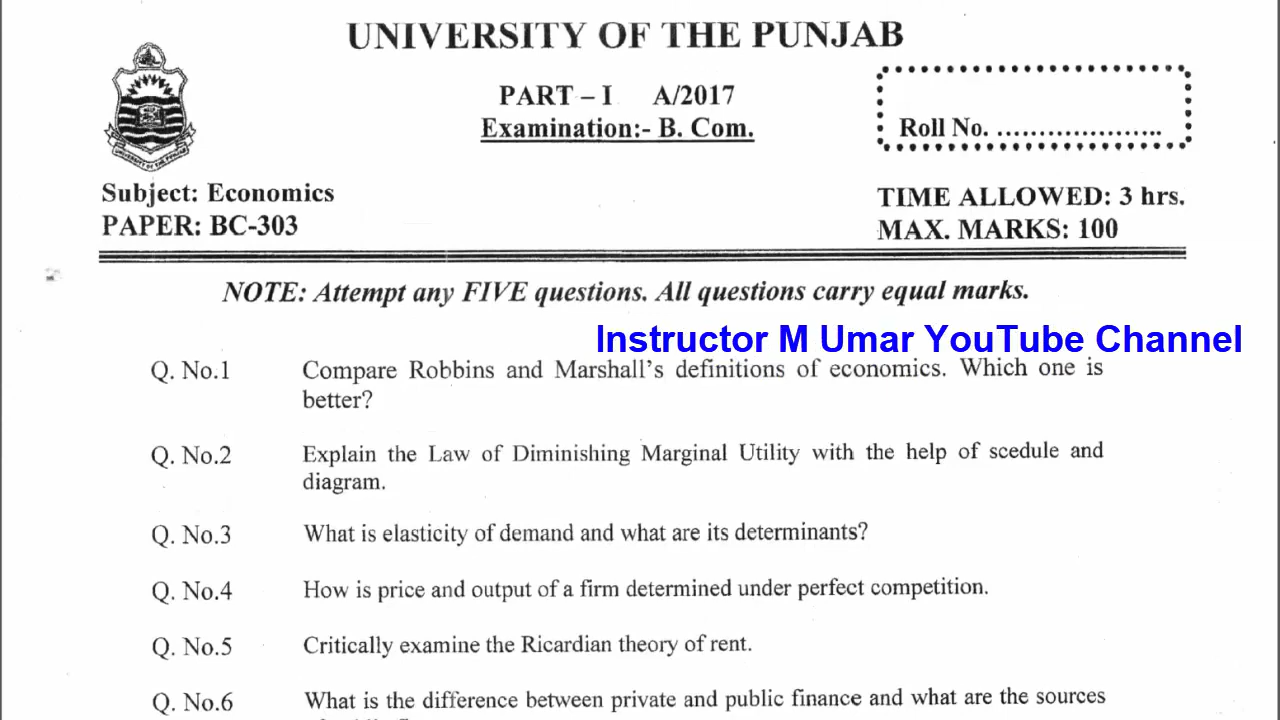 UNIVERSITY OF THE PUNJAB
PART – I A/2017
Examination:- B. Com.
Roll No. ....................
Subject: Economics
PAPER: BC-303
TIME ALLOWED: 3 hrs.
MAX. MARKS: 100
NOTE: Attempt any FIVE questions. All questions carry equal marks.
Instructor M Umar YouTube Channel
Q. No.1 Compare Robbins and Marshall's definitions of economics. Which one is
better?
Q. No.2 Explain the Law of Diminishing Marginal Utility with the help of scedule and
diagram.
Q. No.3 What is elasticity of demand and what are its determinants?
Q. No.4 How is price and output of a firm determined under perfect competition.
Q. No.5 Critically examine the Ricardian theory of rent.
Q. No.6 What is the difference between private and public finance and what are the sources